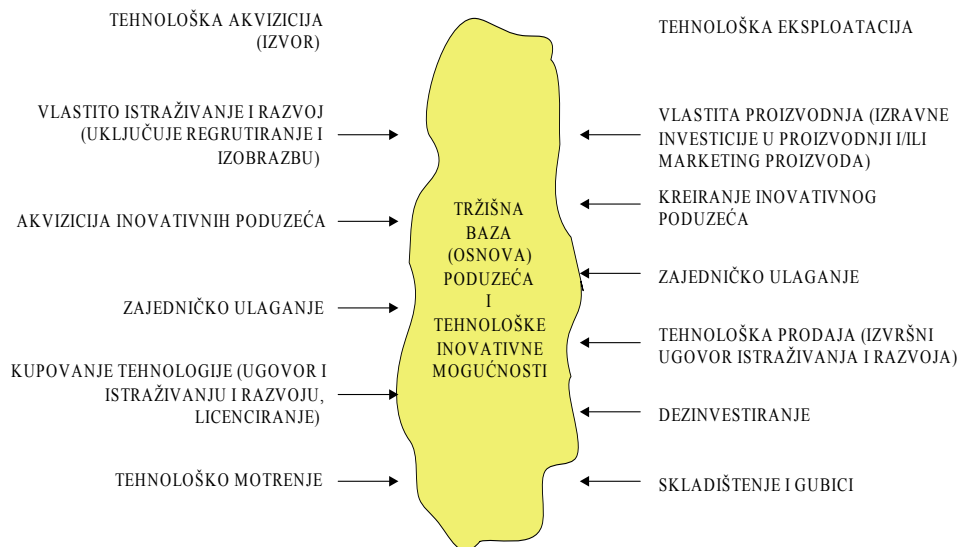 TEHNOLOŠKA AKVIZICIJA
(IZVOR)
VLASTITO ISTRAŽIVANJE I RAZVOJ
(UKLJUČUJE REGRUTIRANJE I
IZOBRAZBU)
AKVIZICIJA INOVATIVNIH PODUZEĆA
ZAJEDNIČKO ULAGANJE
KUPOVANJE TEHNOLOGIJE (UGOVOR I
ISTRAŽIVANJU I RAZVOJU,
LICENCIRANJE)
TEHNOLOŠKO MOTRENJE
TRŽIŠNA
BAZA
(OSNOVA)
PODUZEĆA
I
TEHNOLOŠKE
INOVATIVNE
MOGUĆNOSTI
TEHNOLOŠKA EKSPLOATACIJA
VLASTITA PROIZVODNJA (IZRAVNE
INVESTICIJE U PROIZVODNJI I/ILI
MARKETING PROIZVODA)
KREIRANJE INOVATIVNOG
PODUZEĆA
ZAJEDNIČKO ULAGANJE
TEHNOLOŠKA PRODAJA (IZVRŠNI
UGOVOR ISTRAŽIVANJA I RAZVOJA)
DEZINVESTIRANJE
SKLADIŠTENJE I GUBICI